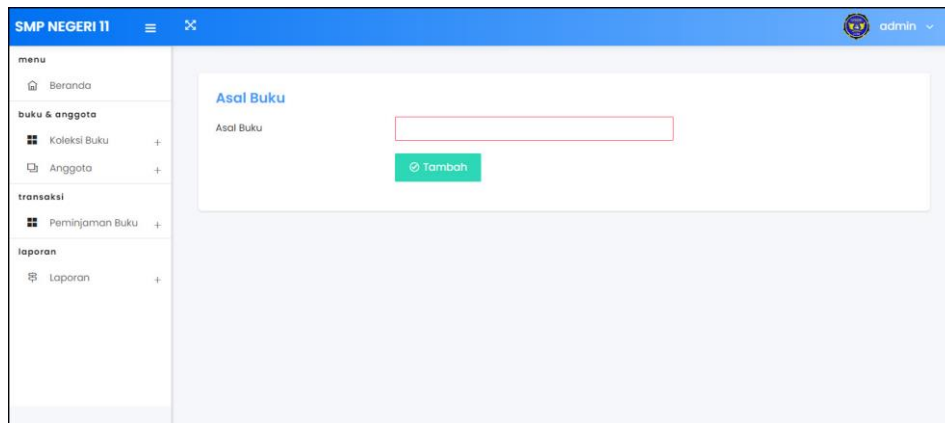 SMP NEGERI 11
admin
menu
Beranda
buku & anggota
Koleksi Buku +
Anggota +
transaksi
Peminjaman Buku +
laporan
Laporan +
Asal Buku
Asal Buku
Tambah